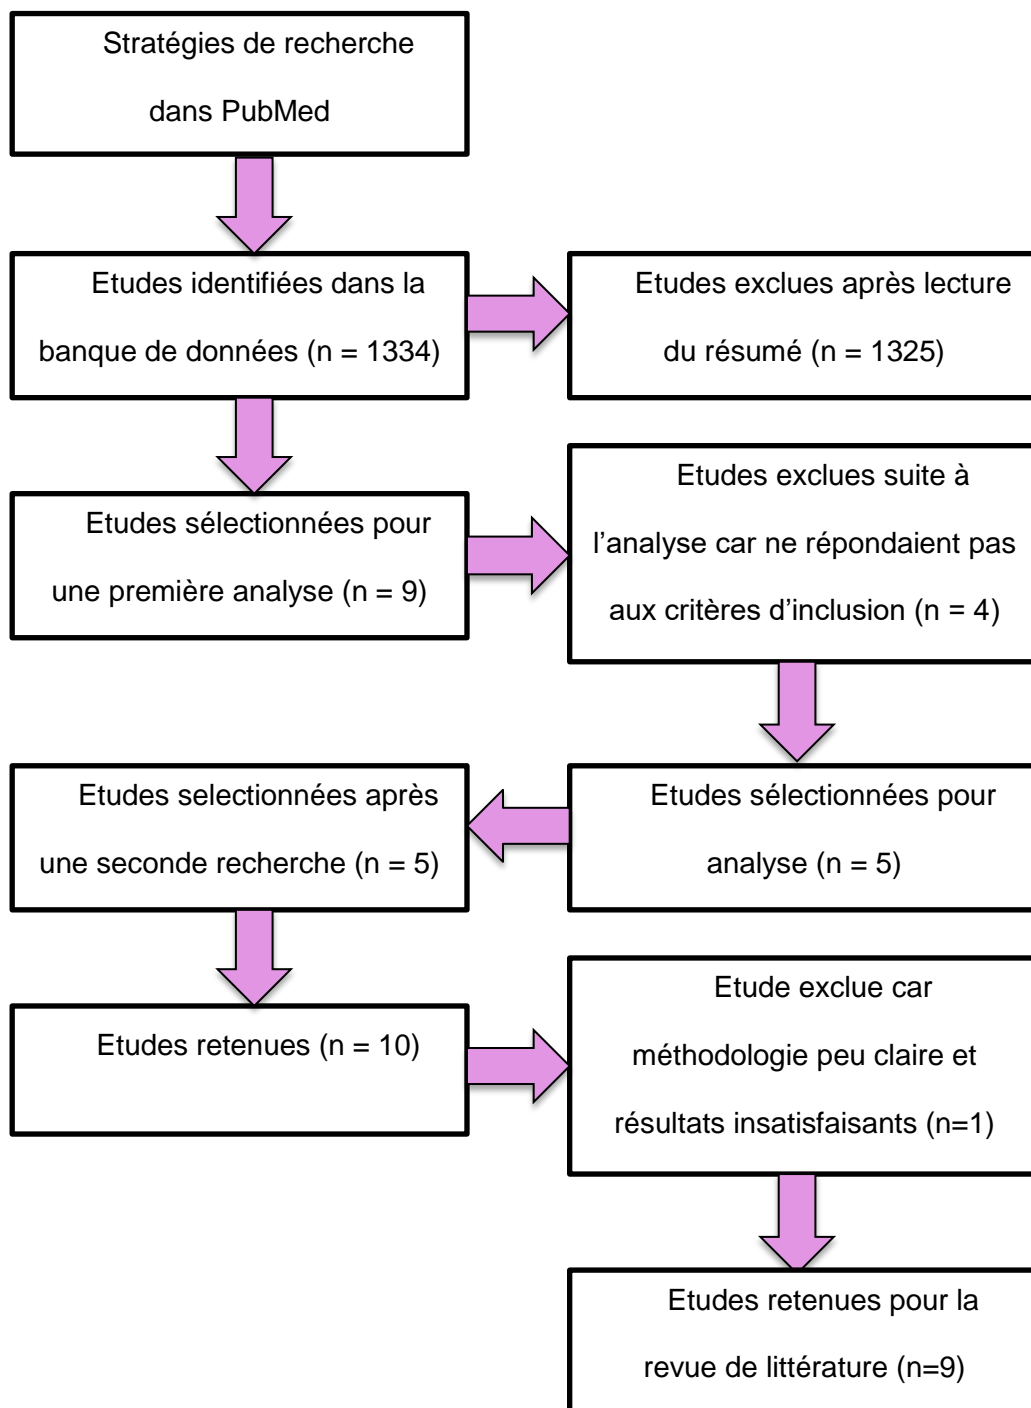 Stratégies de recherche
dans PubMed
Etudes identifiées dans la
banque de données (n = 1334)
Etudes exclues après lecture
du résumé (n = 1325)
Etudes sélectionnées pour
une première analyse (n = 9)
Etudes exclues suite à
l’analyse car ne répondaient pas
aux critères d’inclusion (n = 4)
Etudes sélectionnées pour
analyse (n = 5)
Etudes selectionnées après
une seconde recherche (n = 5)
Etudes retenues (n = 10)
Etude exclue car
méthodologie peu claire et
résultats insatisfaisants (n=1)
Etudes retenues pour la
revue de littérature (n=9)